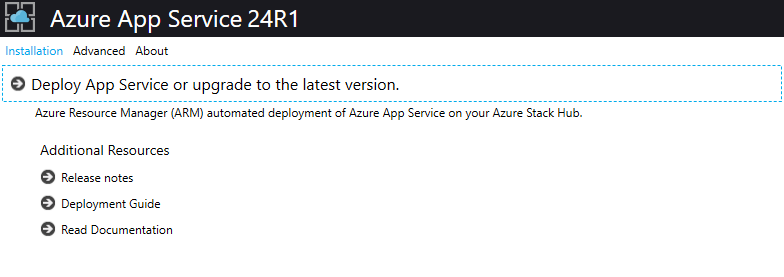 Azure App Service 24R1
Installation Advanced About
Deploy App Service or upgrade to the latest version.
Azure Resource Manager (ARM) automated deployment of Azure App Service on your Azure Stack Hub.
Additional Resources
Release notes
Deployment Guide
Read Documentation